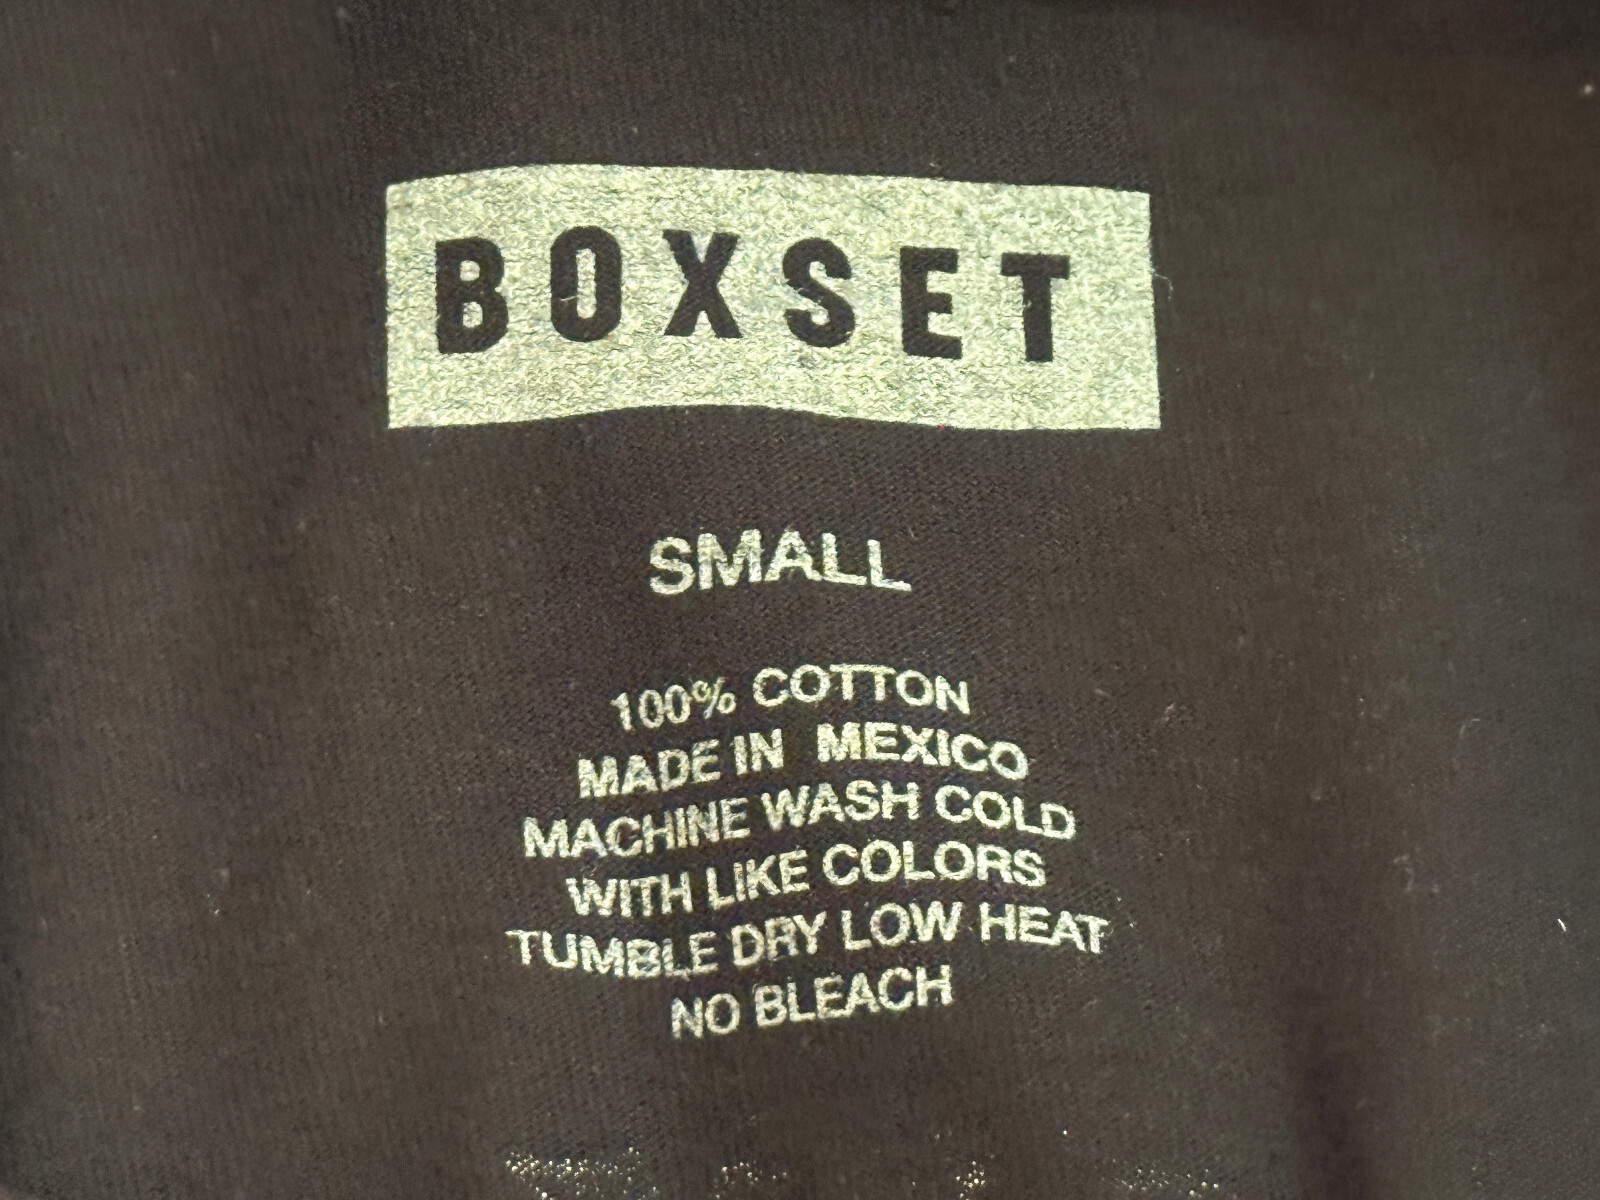 BOXSET
SMALL
100% COTTON
MADE IN MEXICO
MACHINE WASH COLD
WITH LIKE COLORS
TUMBLE DRY LOW HEAT
NO BLEACH